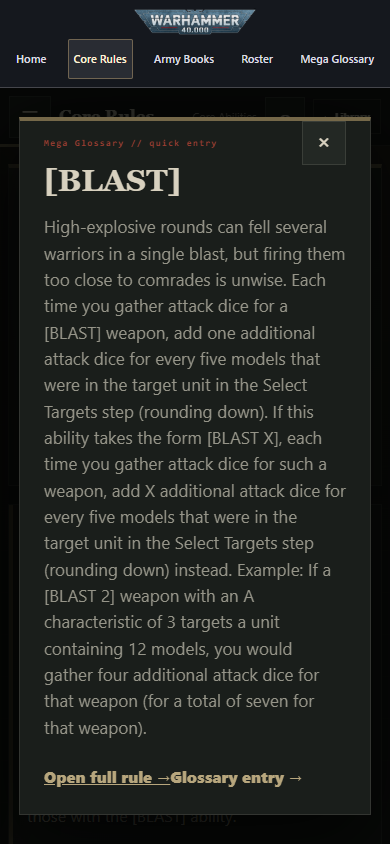 WARHAMMER
40,000
Home Core Rules Army Books Roster Mega Glossary
Core Rules
Mega Glossary // quick entry
×
[BLAST]
High-explosive rounds can fell several
warriors in a single blast, but firing them
too close to comrades is unwise. Each
time you gather attack dice for a
[BLAST] weapon, add one additional
attack dice for every five models that
were in the target unit in the Select
Targets step (rounding down). If this
ability takes the form [BLAST X], each
time you gather attack dice for such a
weapon, add X additional attack dice for
every five models that were in the
target unit in the Select Targets step
(rounding down) instead. Example: If a
[BLAST 2] weapon with an A
characteristic of 3 targets a unit
containing 12 models, you would
gather four additional attack dice for
that weapon (for a total of seven for
that weapon).
Open full rule →Glossary entry →
those with the [BLAST] ability.